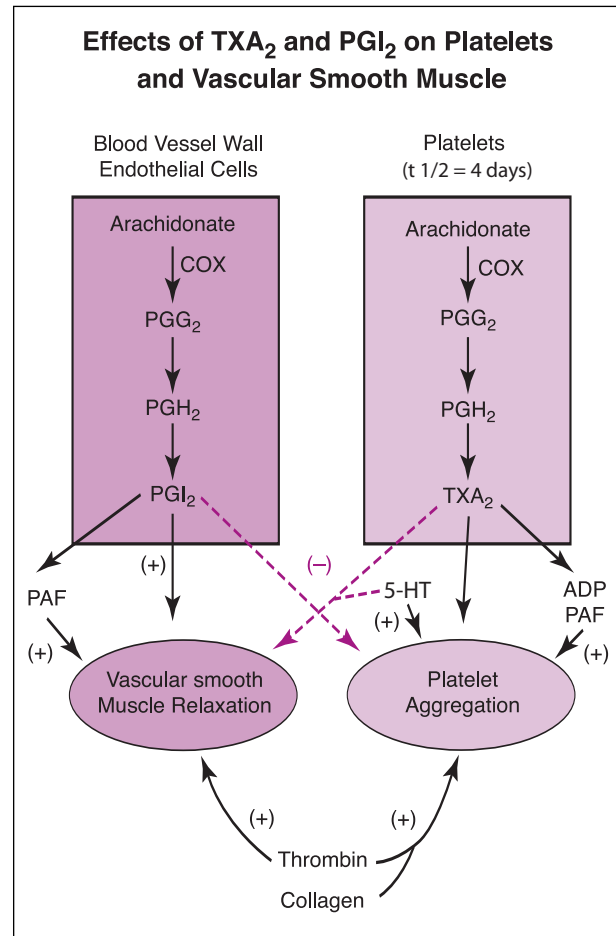 Effects of TXA₂ and PGI₂ on Platelets
and Vascular Smooth Muscle
Blood Vessel Wall
Endothelial Cells
Platelets
(t 1/2 = 4 days)
Arachidonate
COX
PGG₂
PGH₂
PGI₂
Arachidonate
COX
PGG₂
PGH₂
TXA₂
(+)
(–)
PAF
(+)
5-HT
(+)
ADP
PAF
(+)
Vascular smooth
Muscle Relaxation
Platelet
Aggregation
(+)
(+)
Thrombin
Collagen